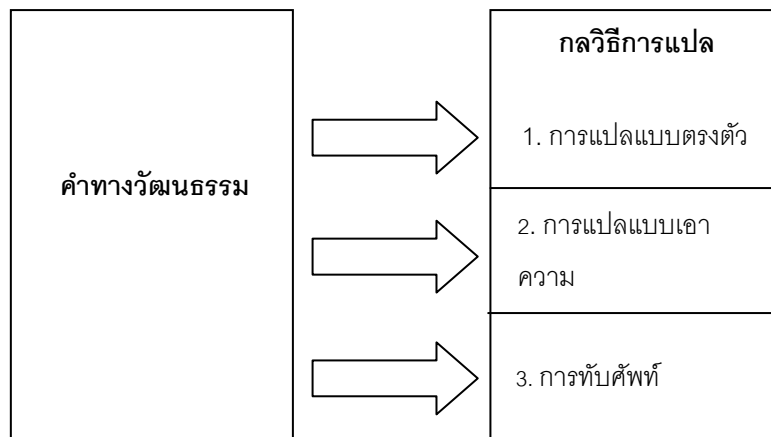 กลวิธีการแปล
1. การแปลแบบตรงตัว
คำทางวัฒนธรรม
2. การแปลแบบเอา
ความ
3. การทับศัพท์